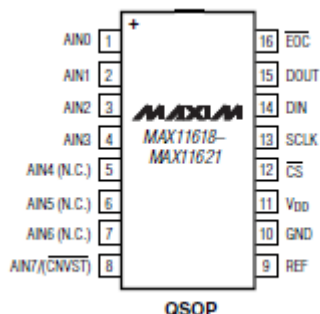 +
AIN0 1
AIN1 2
AIN2 3
AIN3 4
AIN4 (N.C.) 5
AIN5 (N.C.) 6
AIN6 (N.C.) 7
AIN7/(CNVST) 8
MAXIM
MAX11618–
MAX11621
16 EOC
15 DOUT
14 DIN
13 SCLK
12 CS
11 VDD
10 GND
9 REF
QSOP